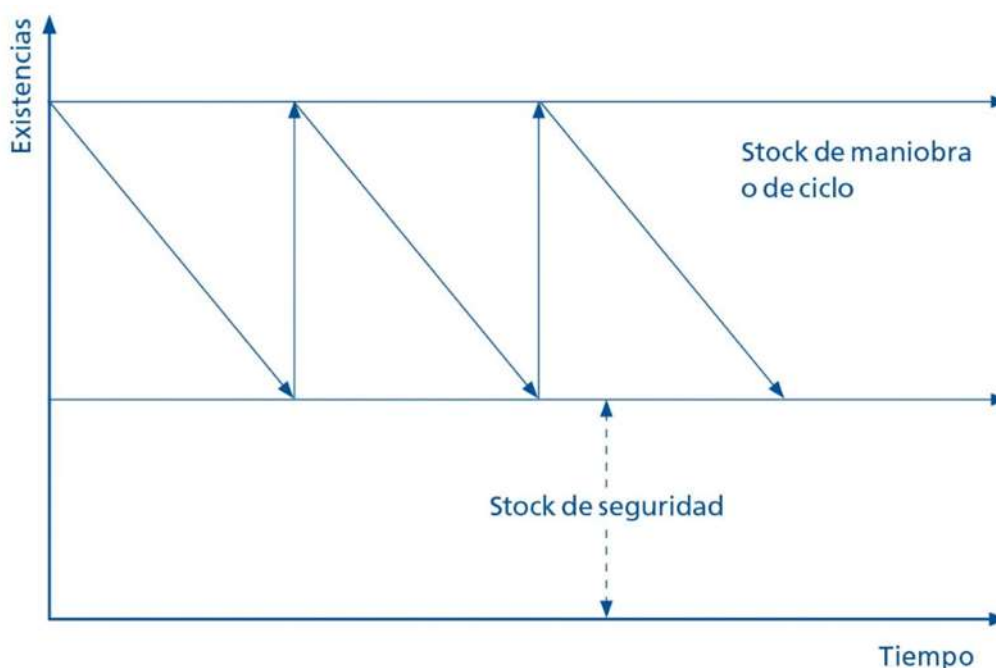 Existencias
Stock de maniobra
o de ciclo
Stock de seguridad
Tiempo